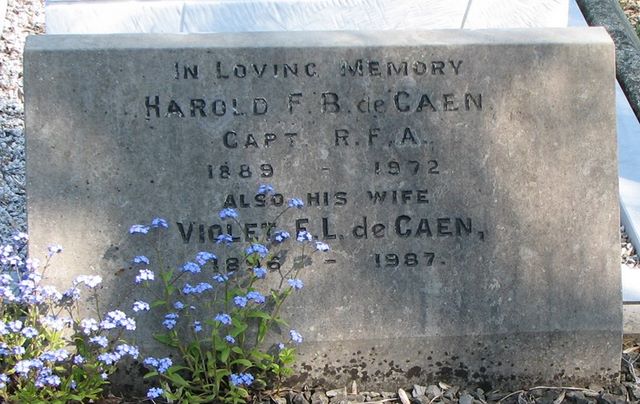 IN LOVING MEMORY
HAROLD F. B. de CAEN
CAPT. R.F.A.
1889 - 1972
ALSO HIS WIFE
VIOLET E. L. de CAEN,
- 1987.